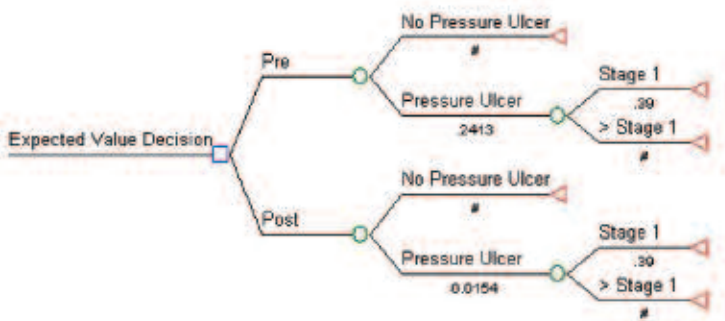 No Pressure Ulcer
#
Pre
Stage 1
.39
Pressure Ulcer
.2413
> Stage 1
#
Expected Value Decision
No Pressure Ulcer
#
Post
Stage 1
.39
Pressure Ulcer
0.0154
> Stage 1
#